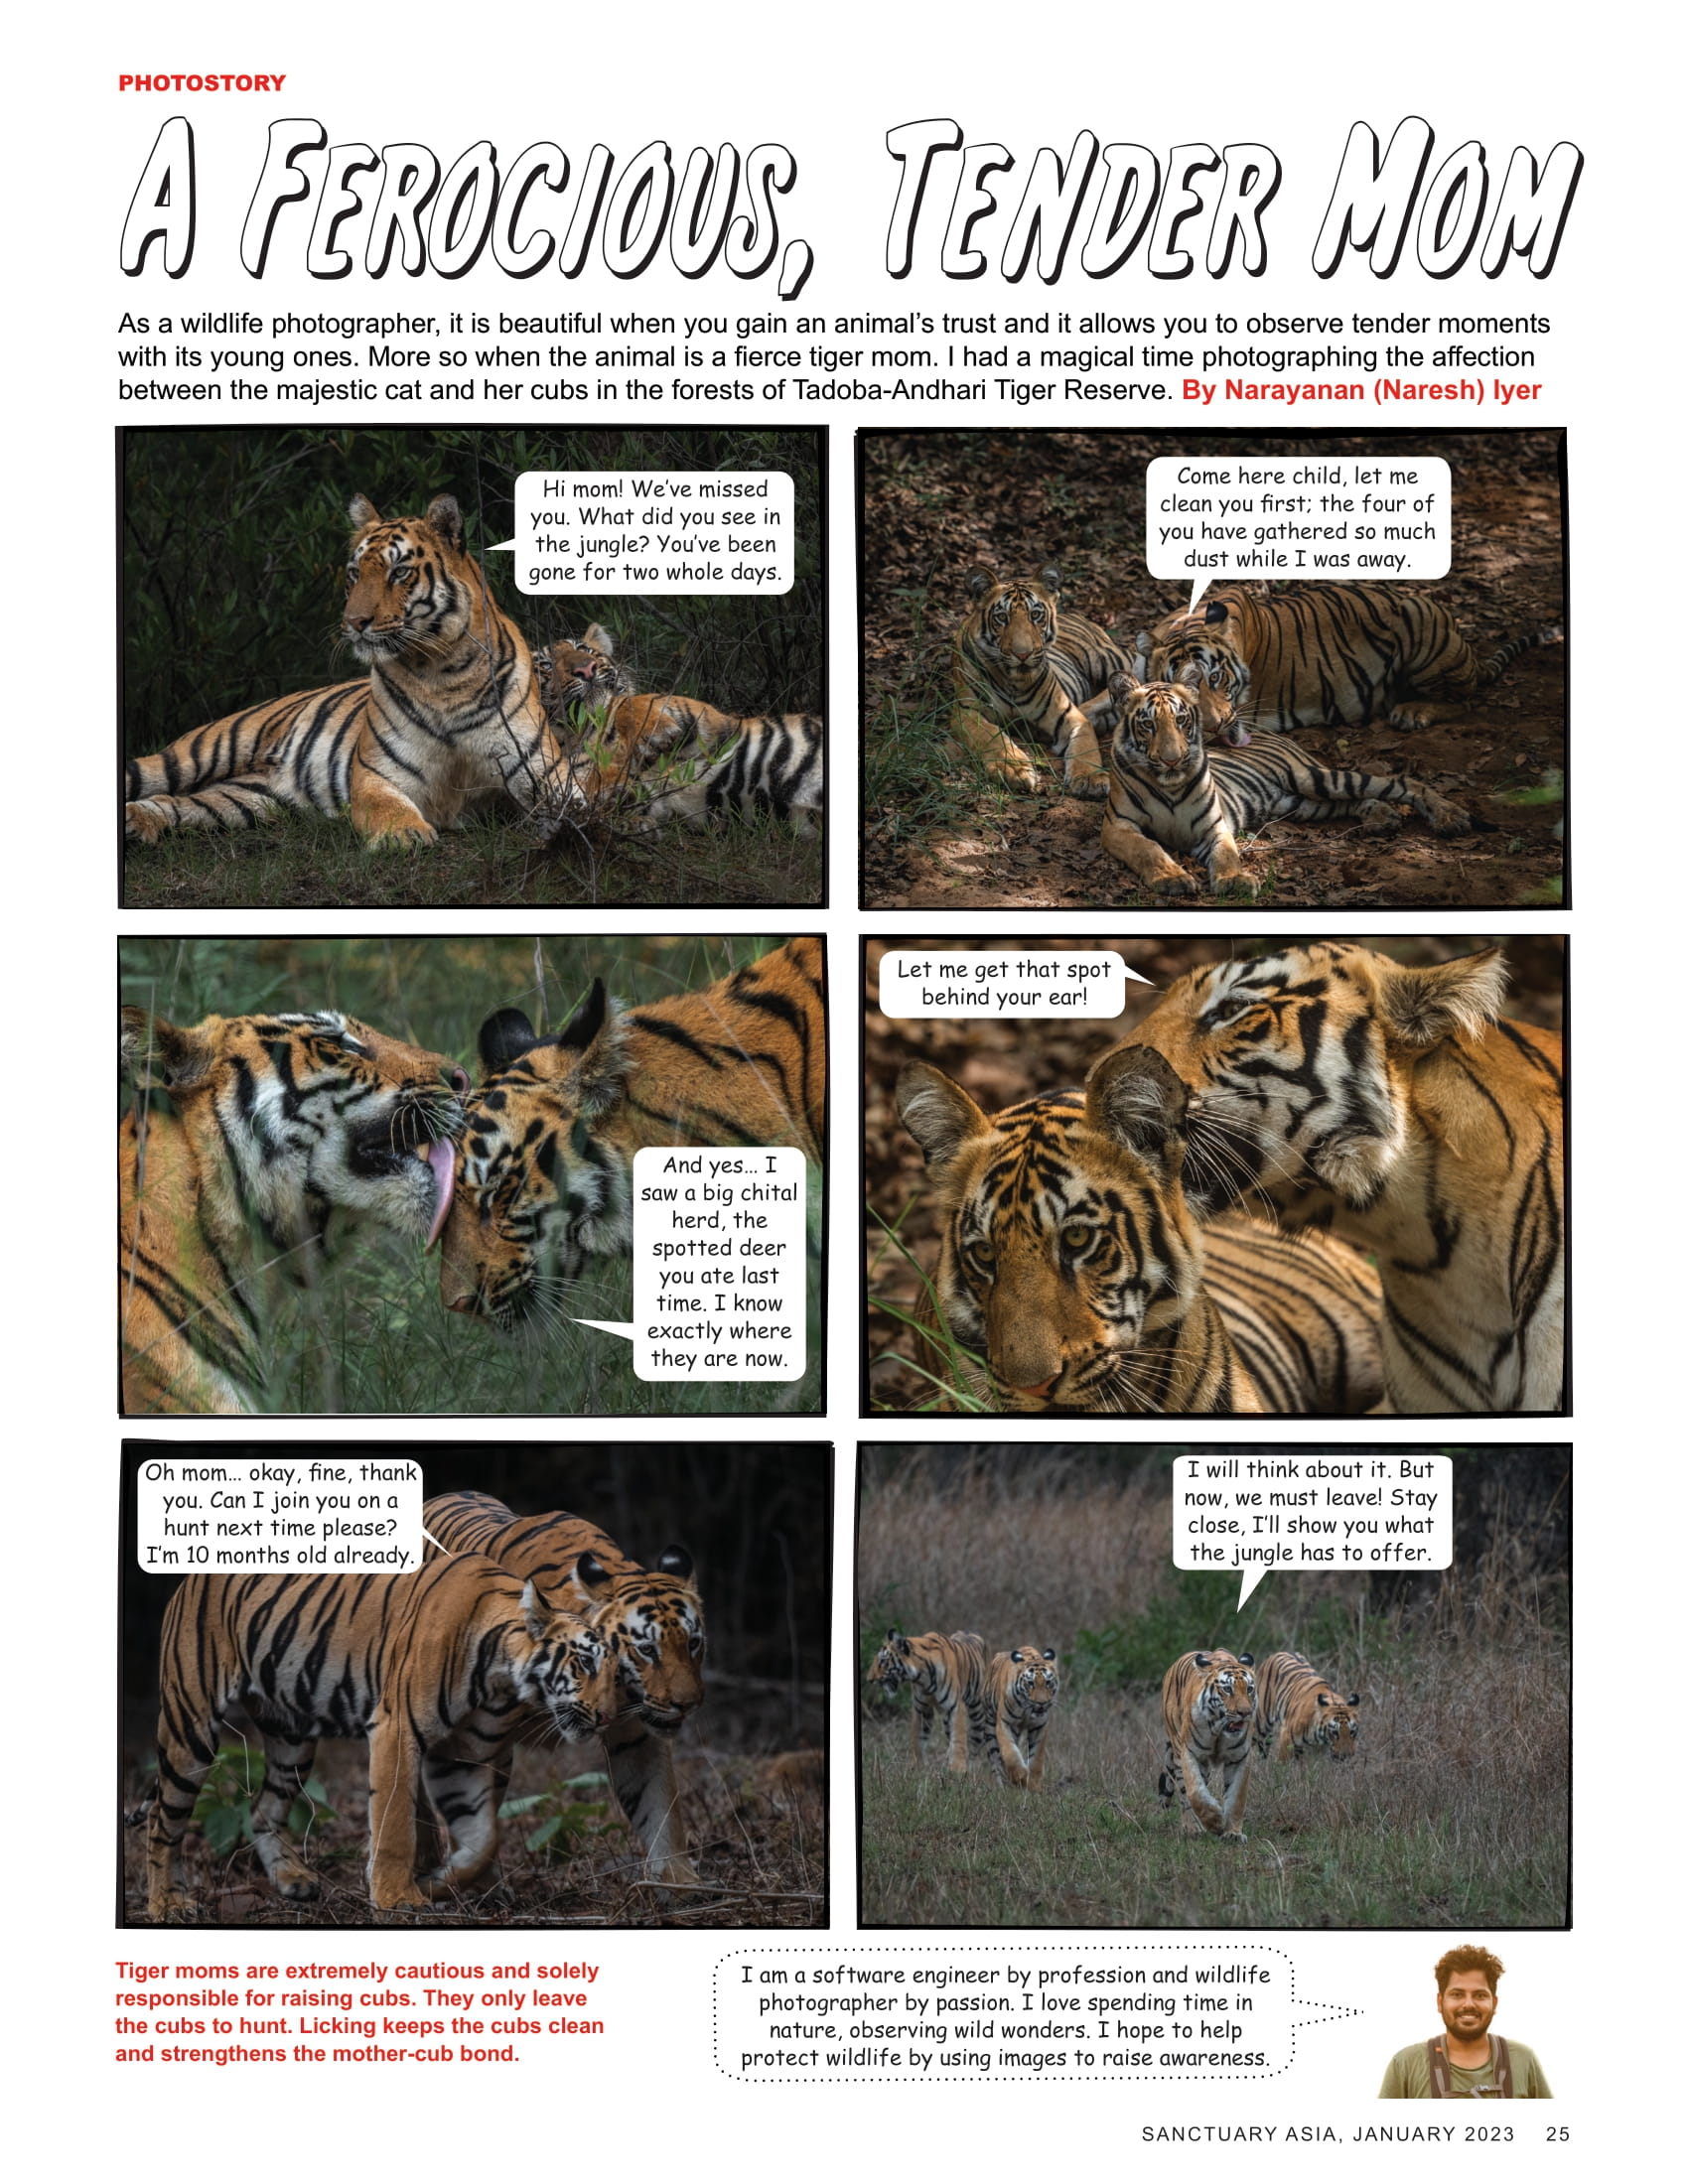 PHOTOSTORY
A FEROCIOUS, TENDER MOM
As a wildlife photographer, it is beautiful when you gain an animal’s trust and it allows you to observe tender moments
with its young ones. More so when the animal is a fierce tiger mom. I had a magical time photographing the affection
between the majestic cat and her cubs in the forests of Tadoba-Andhari Tiger Reserve. By Narayanan (Naresh) Iyer
Hi mom! We’ve missed
you. What did you see in
the jungle? You’ve been
gone for two whole days.
Come here child, let me
clean you first; the four of
you have gathered so much
dust while I was away.
And yes... I
saw a big chital
herd, the
spotted deer
you ate last
time. I know
exactly where
they are now.
Let me get that spot
behind your ear!
Oh mom... okay, fine, thank
you. Can I join you on a
hunt next time please?
I’m 10 months old already.
I will think about it. But
now, we must leave! Stay
close, I’ll show you what
the jungle has to offer.
Tiger moms are extremely cautious and solely
responsible for raising cubs. They only leave
the cubs to hunt. Licking keeps the cubs clean
and strengthens the mother-cub bond.
I am a software engineer by profession and wildlife
photographer by passion. I love spending time in
nature, observing wild wonders. I hope to help
protect wildlife by using images to raise awareness.
SANCTUARY ASIA, JANUARY 2023 25